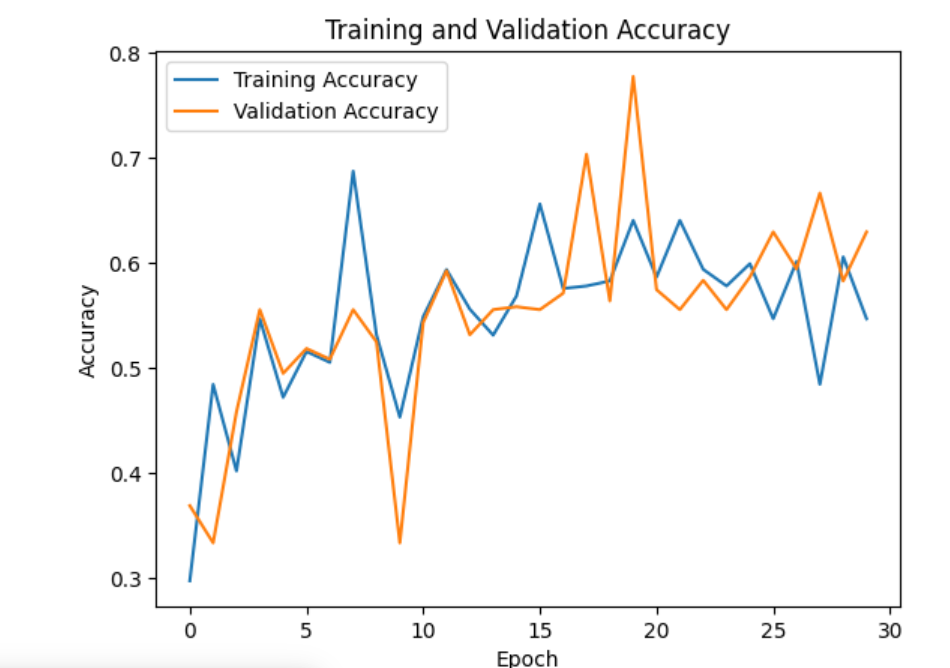 Training and Validation Accuracy
Training Accuracy
Validation Accuracy
Accuracy
0.8
0.7
0.6
0.5
0.4
0.3
0 5 10 15 20 25 30
Epoch